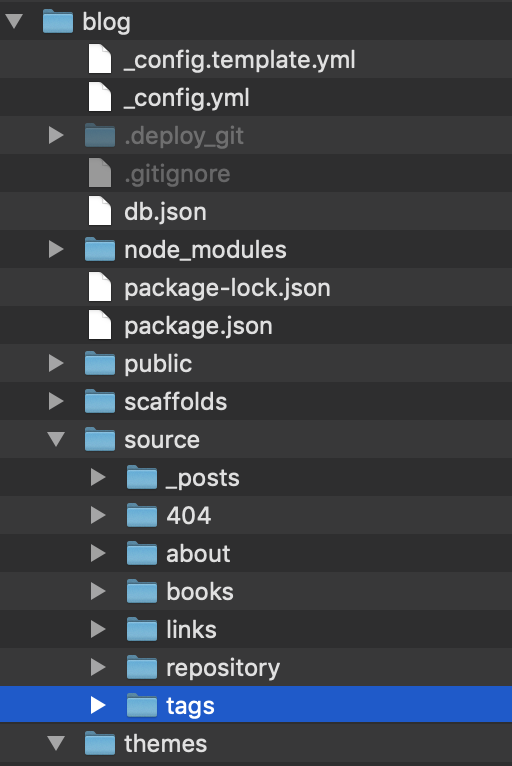 blog
_config.template.yml
_config.yml
.deploy_git
.gitignore
db.json
node_modules
package-lock.json
package.json
public
scaffolds
source
_posts
404
about
books
links
repository
tags
themes